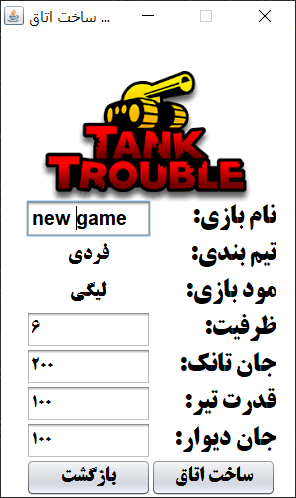 ساخت اتاق ...
TANK
TROUBLE
نام بازی: new game
تیم بندی: فردی
مود بازی: لیگی
ظرفیت: ۶
جان تانک: ۲۰۰
قدرت تیر: ۱۰۰
جان دیوار: ۱۰۰
ساخت اتاق بازگشت